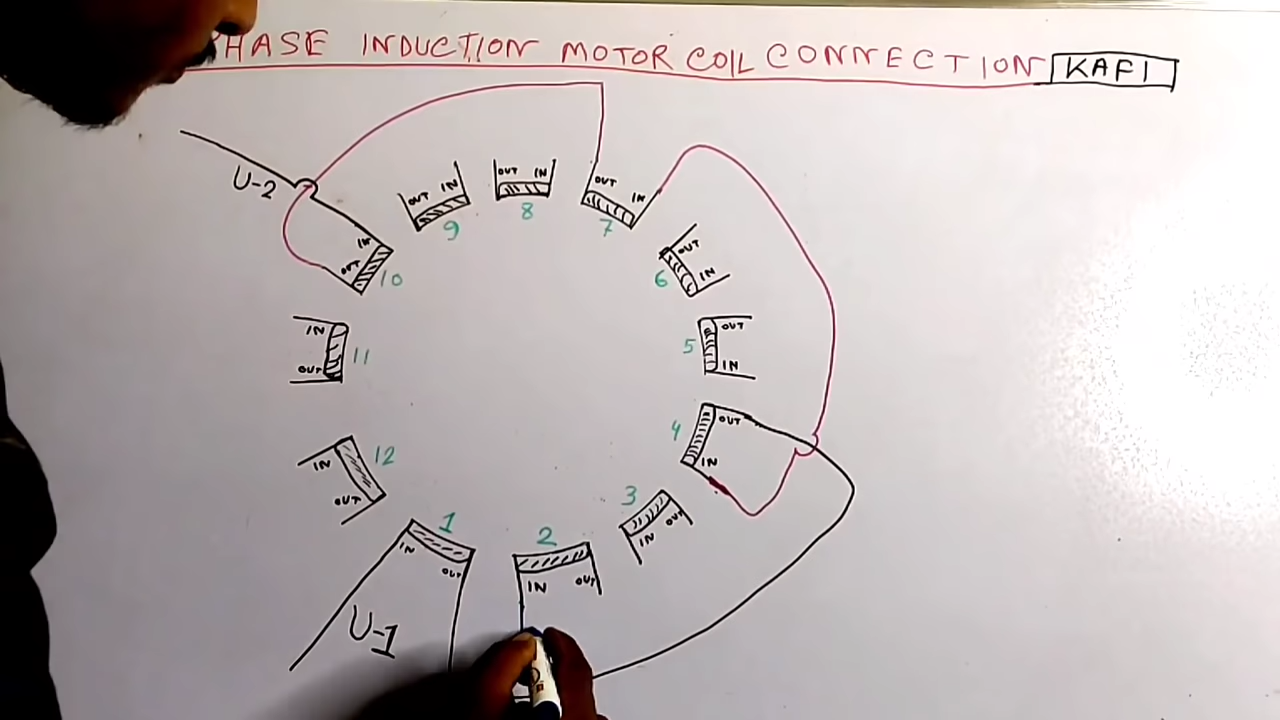 PHASE INDUCTION MOTOR COIL CONNECTION KAFI
U-2
OUT IN
9
OUT IN
8
OUT IN
7
IN
OUT
10
OUT
IN
6
IN
OUT
11
OUT
IN
5
OUT
IN
4
IN
OUT
12
3
IN OUT
1
IN OUT
2
IN OUT
U-1